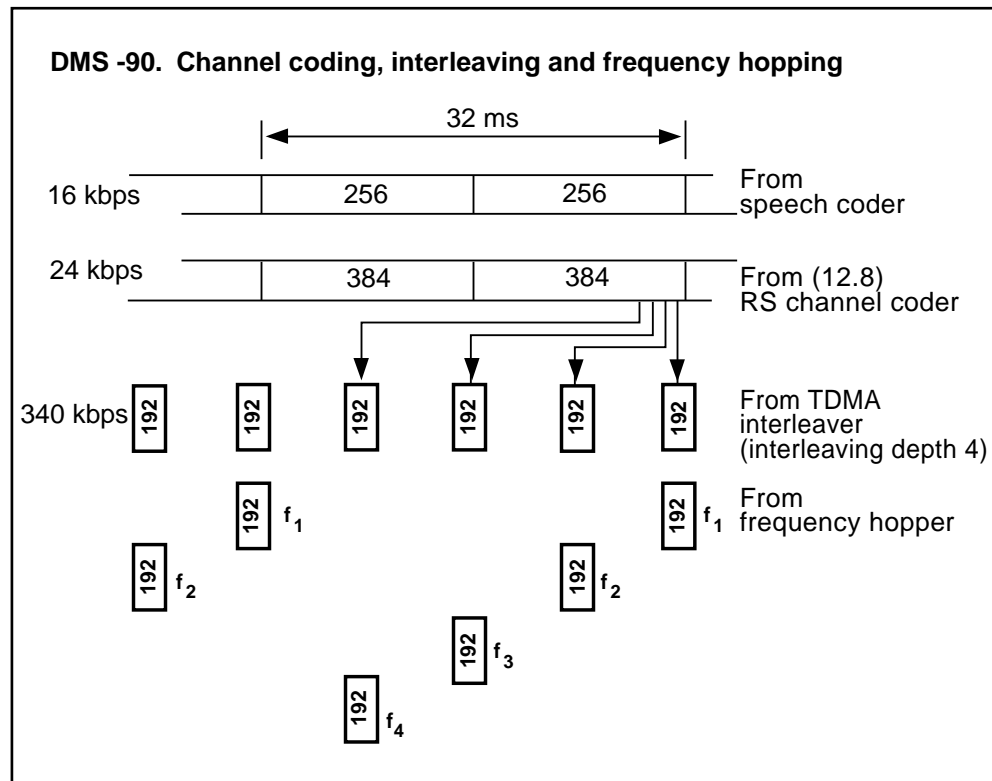 DMS -90. Channel coding, interleaving and frequency hopping
32 ms
16 kbps
256
256
From
speech coder
24 kbps
384
384
From (12.8)
RS channel coder
340 kbps
192
192
192
192
192
192
From TDMA
interleaver
(interleaving depth 4)
192
f1
192
f1
From
frequency hopper
192
f2
192
f2
192
f3
192
f4